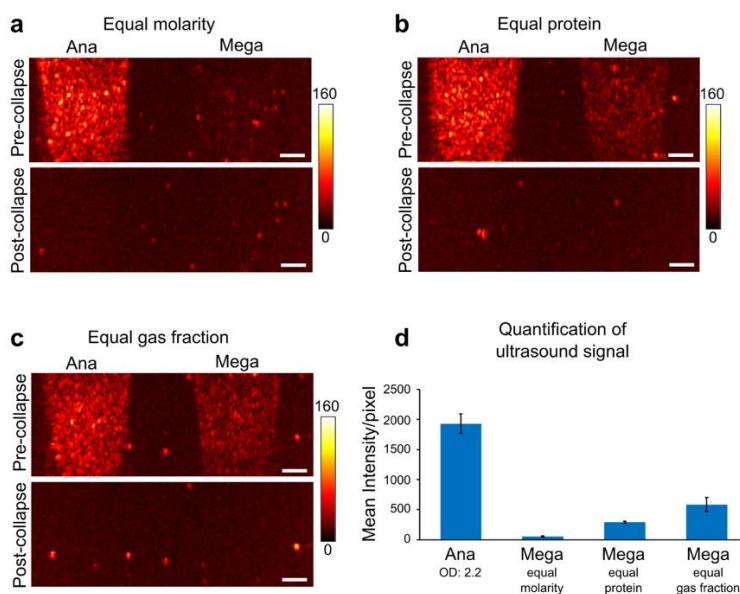 a
Equal molarity
Ana Mega
Pre-collapse
Post-collapse
160
0
b
Equal protein
Ana Mega
Pre-collapse
Post-collapse
160
0
c
Equal gas fraction
Ana Mega
Pre-collapse
Post-collapse
160
0
d
Quantification of
ultrasound signal
Mean Intensity/pixel
2500
2000
1500
1000
500
0
Ana Mega Mega Mega
OD: 2.2 equal equal equal
molarity protein gas fraction